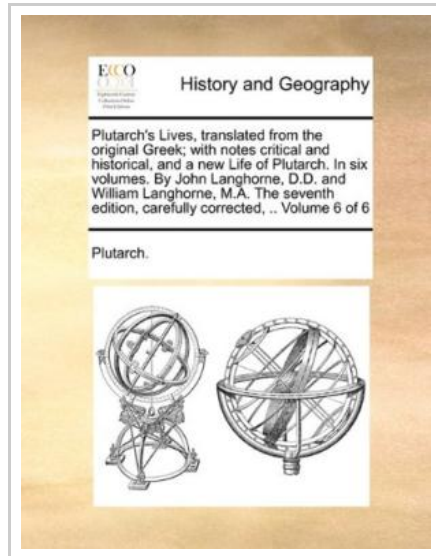 ECCO
History and Geography
Plutarch's Lives, translated from the
original Greek; with notes critical and
historical, and a new Life of Plutarch. In six
volumes. By John Langhorne, D.D. and
William Langhorne, M.A. The seventh
edition, carefully corrected, .. Volume 6 of 6
Plutarch.